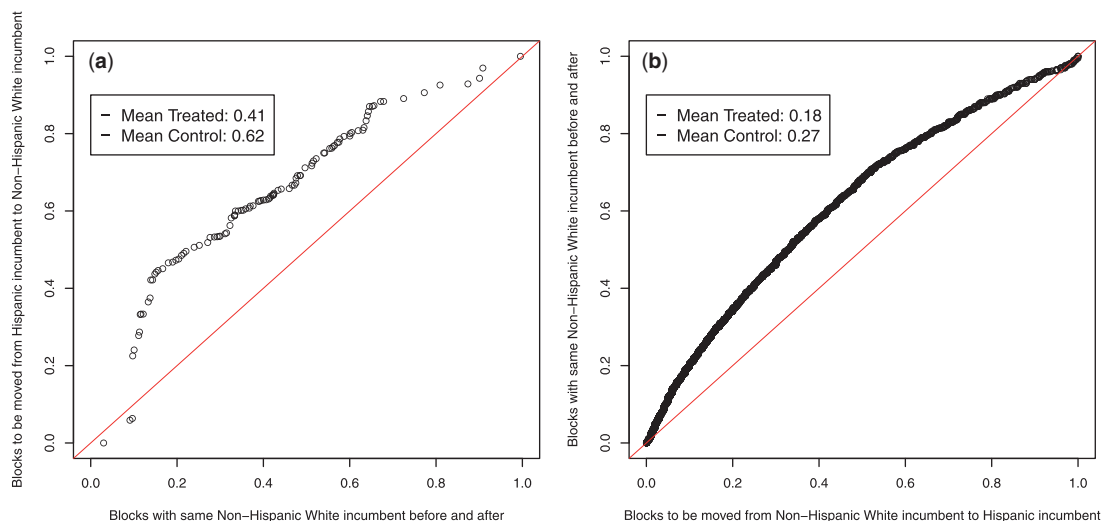 (a)
Mean Treated: 0.41
Mean Control: 0.62
Blocks to be moved from Hispanic incumbent to Non−Hispanic White incumbent
1.0
0.8
0.6
0.4
0.2
0.0
0.0 0.2 0.4 0.6 0.8 1.0
Blocks with same Non−Hispanic White incumbent before and after
(b)
Mean Treated: 0.18
Mean Control: 0.27
Blocks with same Non−Hispanic White incumbent before and after
1.0
0.8
0.6
0.4
0.2
0.0
0.0 0.2 0.4 0.6 0.8 1.0
Blocks to be moved from Non−Hispanic White incumbent to Hispanic incumbent